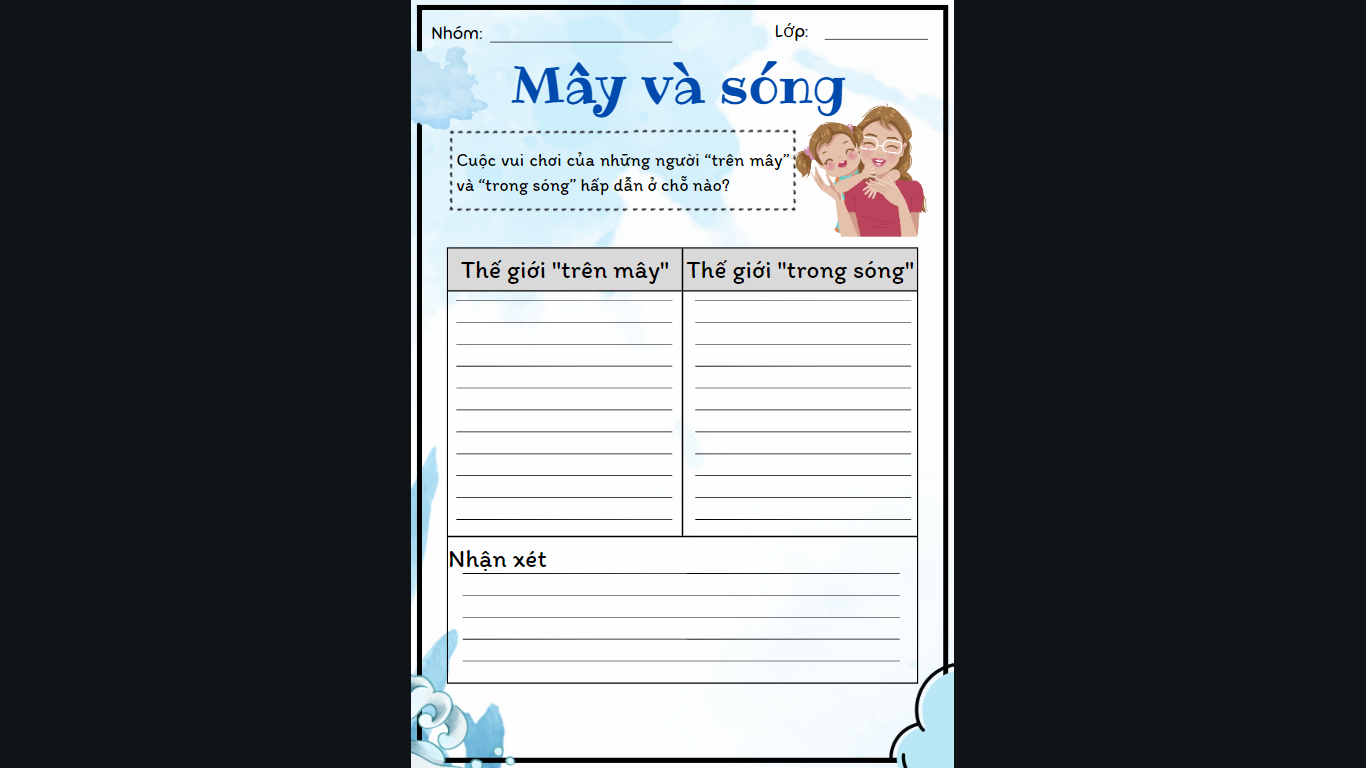 Nhóm:
Lớp:
Mây và sóng
Cuộc vui chơi của những người “trên mây”
và “trong sóng” hấp dẫn ở chỗ nào?
Thế giới "trên mây"
Thế giới "trong sóng"
Nhận xét